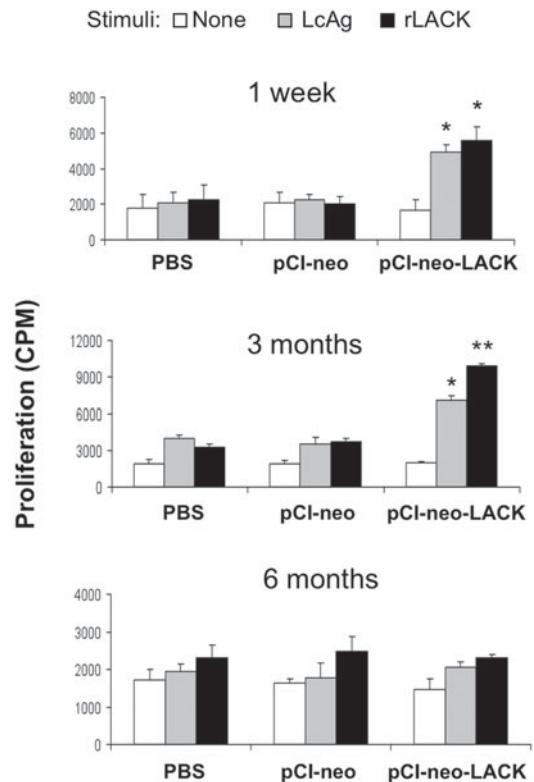 Stimuli: None LcAg rLACK
1 week
8000
6000
4000
2000
0
* *
PBS pCI-neo pCI-neo-LACK
Proliferation (CPM)
3 months
12000
9000
6000
3000
0
* **
PBS pCI-neo pCI-neo-LACK
6 months
4000
3000
2000
1000
0
PBS pCI-neo pCI-neo-LACK